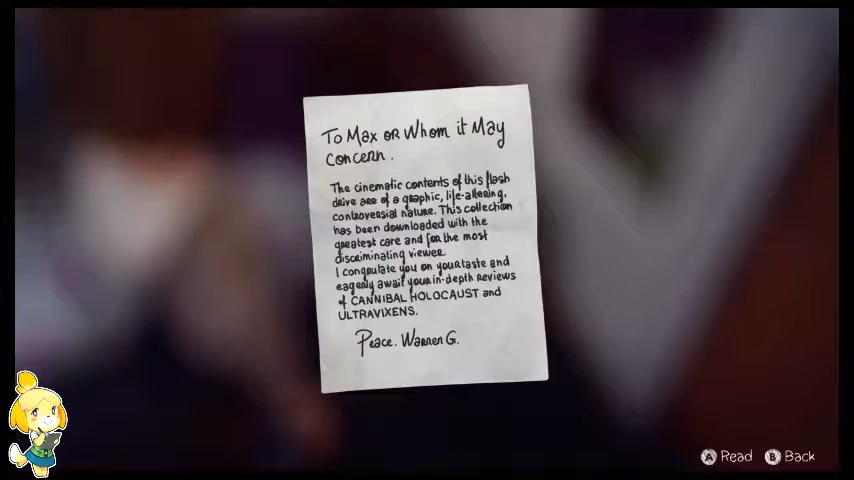 To Max OR Whom it May
Concern.
The cinematic contents of this flash
drive are of a graphic, life-altering,
controversial nature. This collection
has been downloaded with the
greatest care and for the most
discriminating viewer.
I congratulate you on your taste and
eagerly await your in-depth reviews
of CANNIBAL HOLOCAUST and
ULTRAVIXENS.
Peace. Warren G.
A Read B Back